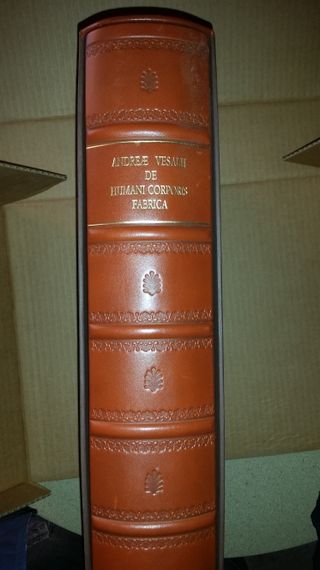 ANDREÆ VESALII
DE
HUMANI CORPORIS
FABRICA